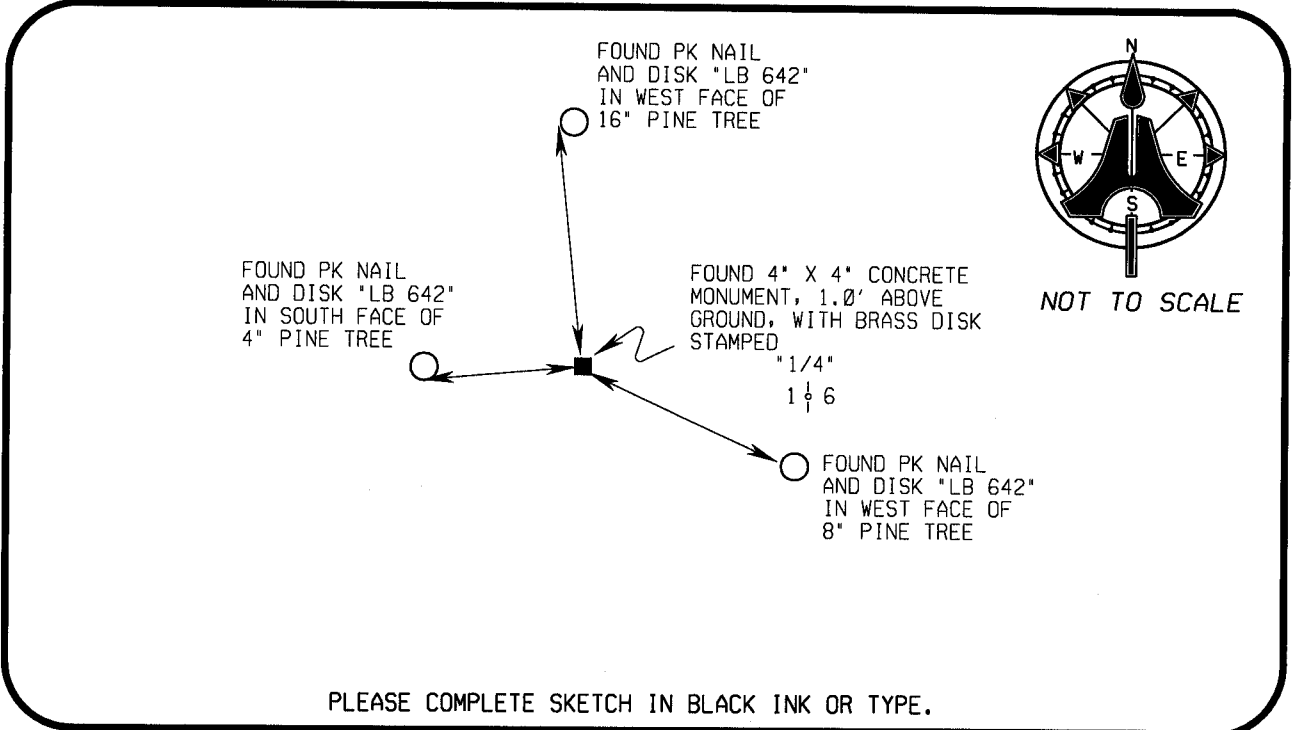 FOUND PK NAIL
AND DISK "LB 642"
IN WEST FACE OF
16" PINE TREE
N
W
E
S
NOT TO SCALE
FOUND PK NAIL
AND DISK "LB 642"
IN SOUTH FACE OF
4" PINE TREE
FOUND 4" X 4" CONCRETE
MONUMENT, 1.0' ABOVE
GROUND, WITH BRASS DISK
STAMPED
"1/4"
1 6
FOUND PK NAIL
AND DISK "LB 642"
IN WEST FACE OF
8" PINE TREE
PLEASE COMPLETE SKETCH IN BLACK INK OR TYPE.